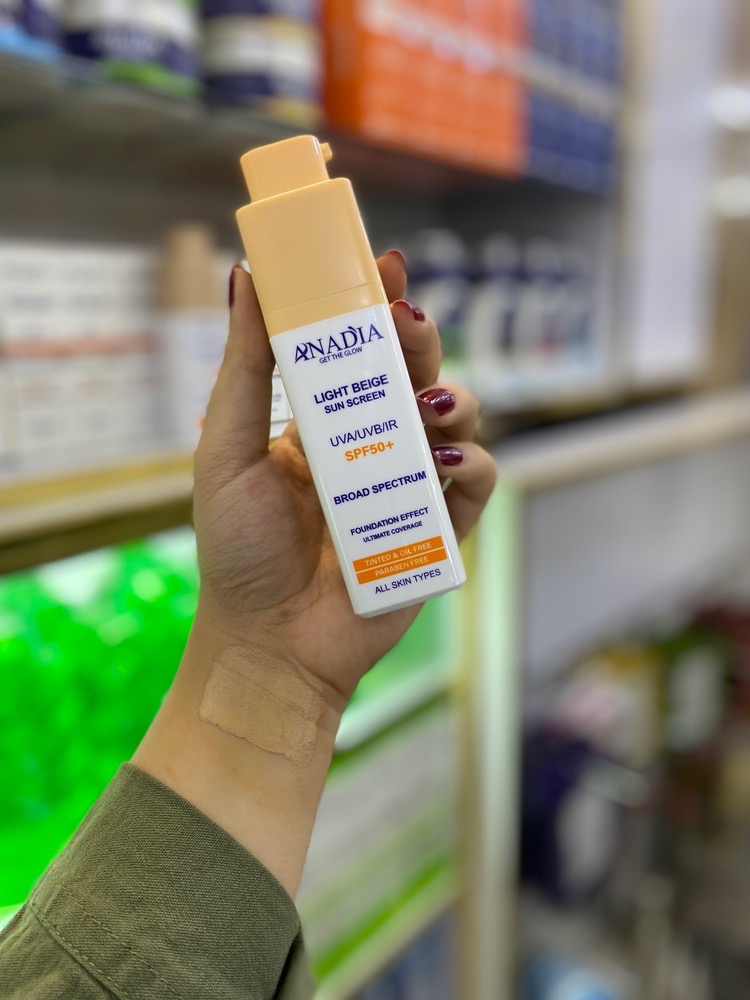 ANADIA
GET THE GLOW
LIGHT BEIGE
SUN SCREEN
UVA/UVB/IR
SPF50+
BROAD SPECTRUM
FOUNDATION EFFECT
ULTIMATE COVERAGE
TINTED & OIL FREE
PARABEN FREE
ALL SKIN TYPES